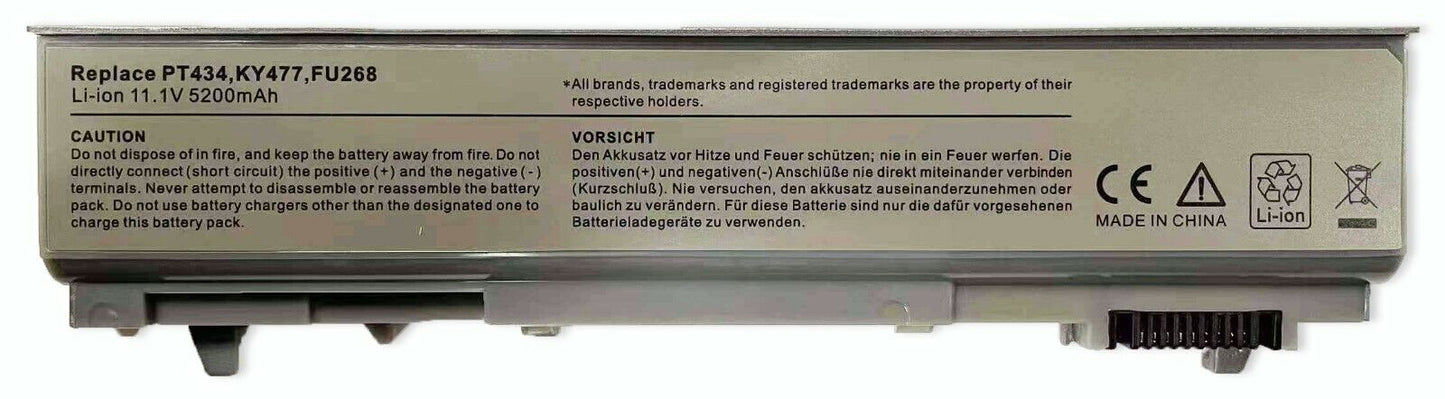 Replace PT434,KY477,FU268
Li-ion 11.1V 5200mAh
*All brands, trademarks and registered trademarks are the property of their
respective holders.
CAUTION
Do not dispose of in fire, and keep the battery away from fire. Do not
directly connect (short circuit) the positive (+) and the negative (-)
terminals. Never attempt to disassemble or reassemble the battery
pack. Do not use battery chargers other than the designated one to
charge this battery pack.
VORSICHT
Den Akkusatz vor Hitze und Feuer schützen; nie in ein Feuer werfen. Die
positiven(+) und negativen(-) Anschlüße nie direkt miteinander verbinden
(Kurzschluß). Nie versuchen, den akkusatz auseinanderzunehmen oder
baulich zu verändern. Für diese Batterie sind nur die dafür vorgesehenen
Batterieladegeräte zu verwenden.
CE
MADE IN CHINA
Li-ion